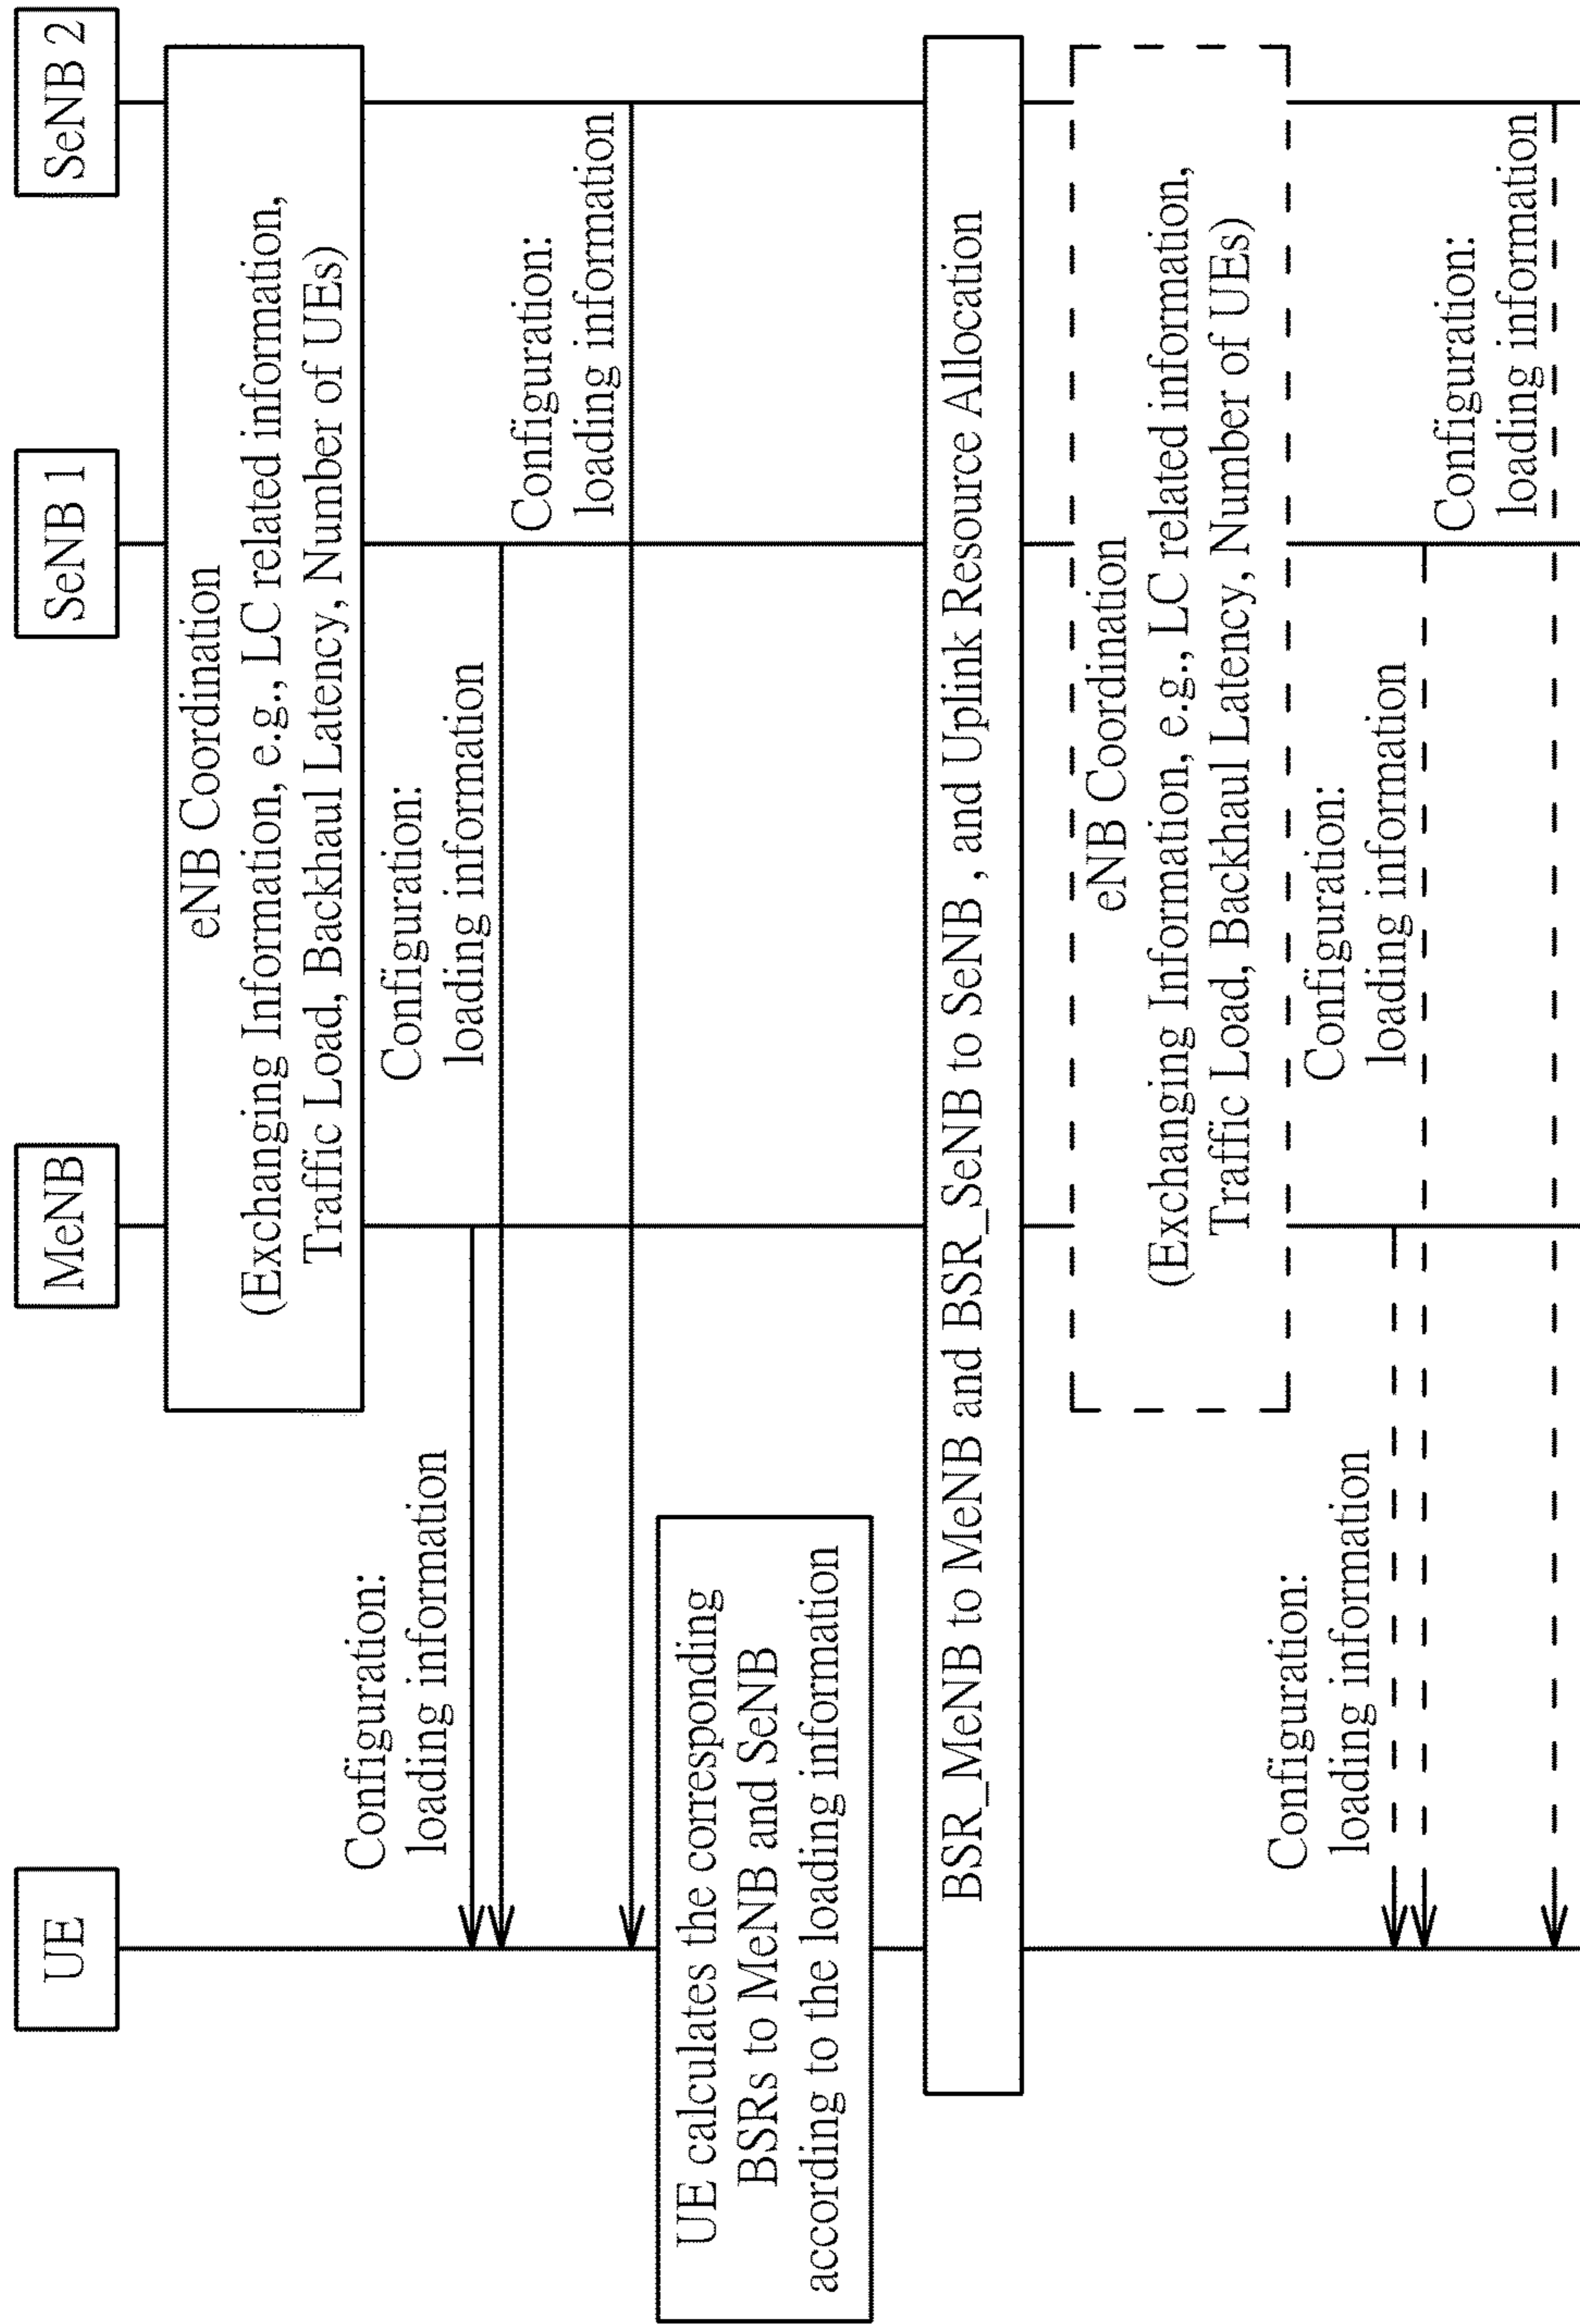 UE
MeNB
SeNB 1
SeNB 2
eNB Coordination
(Exchanging Information, e.g., LC related information,
Traffic Load, Backhaul Latency, Number of UEs)
Configuration:
loading information
Configuration:
loading information
Configuration:
loading information
UE calculates the corresponding
BSRs to MeNB and SeNB
according to the loading information
BSR_MeNB to MeNB and BSR_SeNB to SeNB , and Uplink Resource Allocation
eNB Coordination
(Exchanging Information, e.g., LC related information,
Traffic Load, Backhaul Latency, Number of UEs)
Configuration:
loading information
Configuration:
loading information
Configuration:
loading information